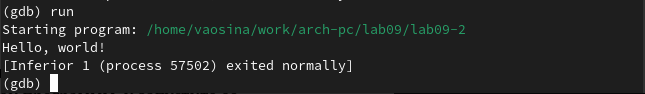 (gdb) run
Starting program: /home/vaosina/work/arch-pc/lab09/lab09-2
Hello, world!
[Inferior 1 (process 57502) exited normally]
(gdb)